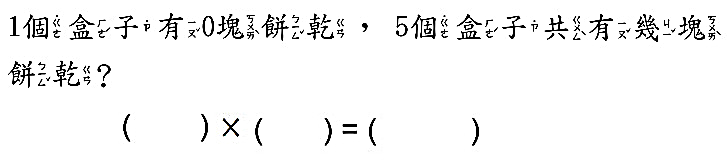 1個盒子有0塊餅乾，5個盒子共有幾塊
餅乾？
(    )×(    )=(    )